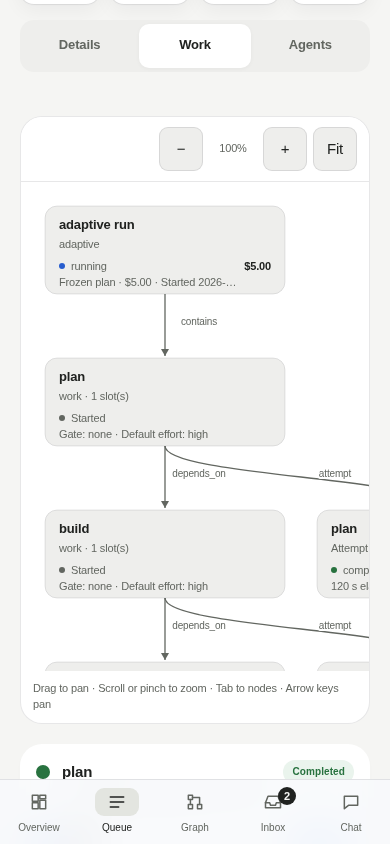 Details Work Agents
− 100% + Fit
adaptive run
adaptive
running $5.00
Frozen plan · $5.00 · Started 2026-…
contains
plan
work · 1 slot(s)
Started
Gate: none · Default effort: high
depends_on attempt
build plan
work · 1 slot(s) Attempt
Started comp
Gate: none · Default effort: high 120 s el
depends_on attempt
Drag to pan · Scroll or pinch to zoom · Tab to nodes · Arrow keys
pan
plan Completed
2
Overview Queue Graph Inbox Chat